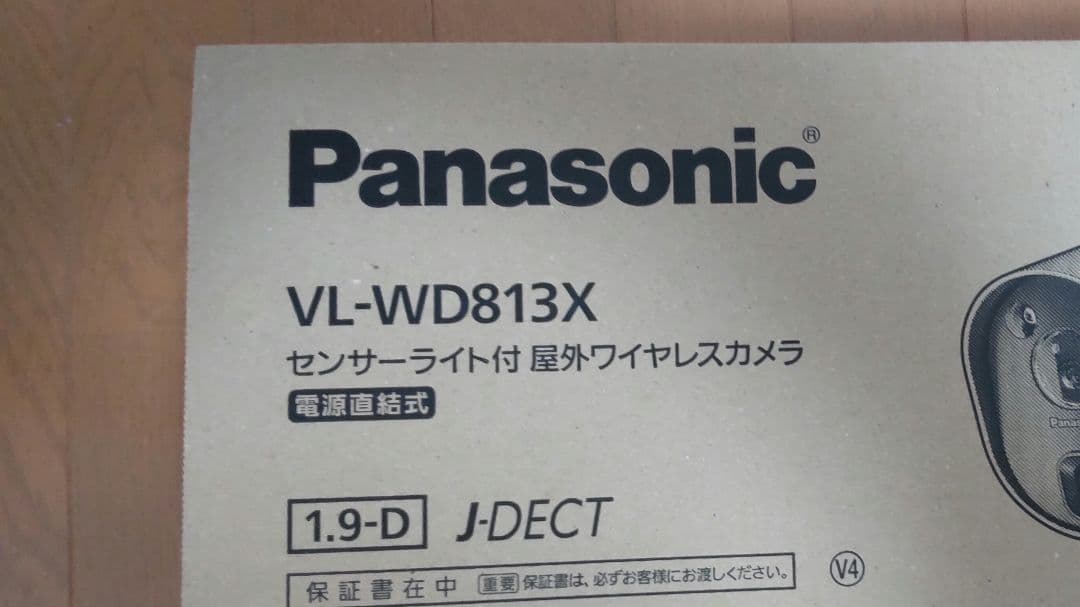 Panasonic®
VL-WD813X
センサーライト付 屋外ワイヤレスカメラ
電源直結式
1.9-D J-DECT
保証書在中 重要 保証書は、必ずお客様にお渡しください。
V4
Pana